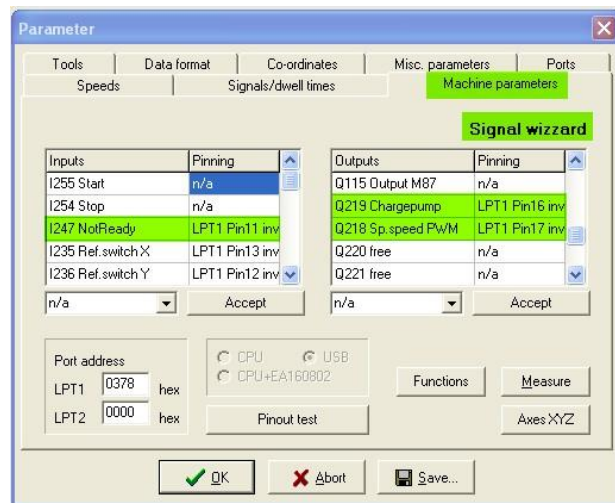 Parameter
Tools
Data format
Co-ordinates
Misc. parameters
Ports
Speeds
Signals/dwell times
Machine parameters
Signal wizzard
Inputs
Pinning
I255 Start
n/a
I254 Stop
n/a
I247 NotReady
LPT1 Pin11 inv
I235 Ref.switch X
LPT1 Pin13 inv
I236 Ref.switch Y
LPT1 Pin12 inv
n/a
Accept
Outputs
Pinning
Q115 Output M87
n/a
Q219 Chargepump
LPT1 Pin16 inv
Q218 Sp.speed PWM
LPT1 Pin17 inv
Q220 free
n/a
Q221 free
n/a
n/a
Accept
Port address
LPT1 0378 hex
LPT2 0000 hex
CPU
USB
CPU+EA160802
Pinout test
Functions
Measure
Axes XYZ
OK
Abort
Save...